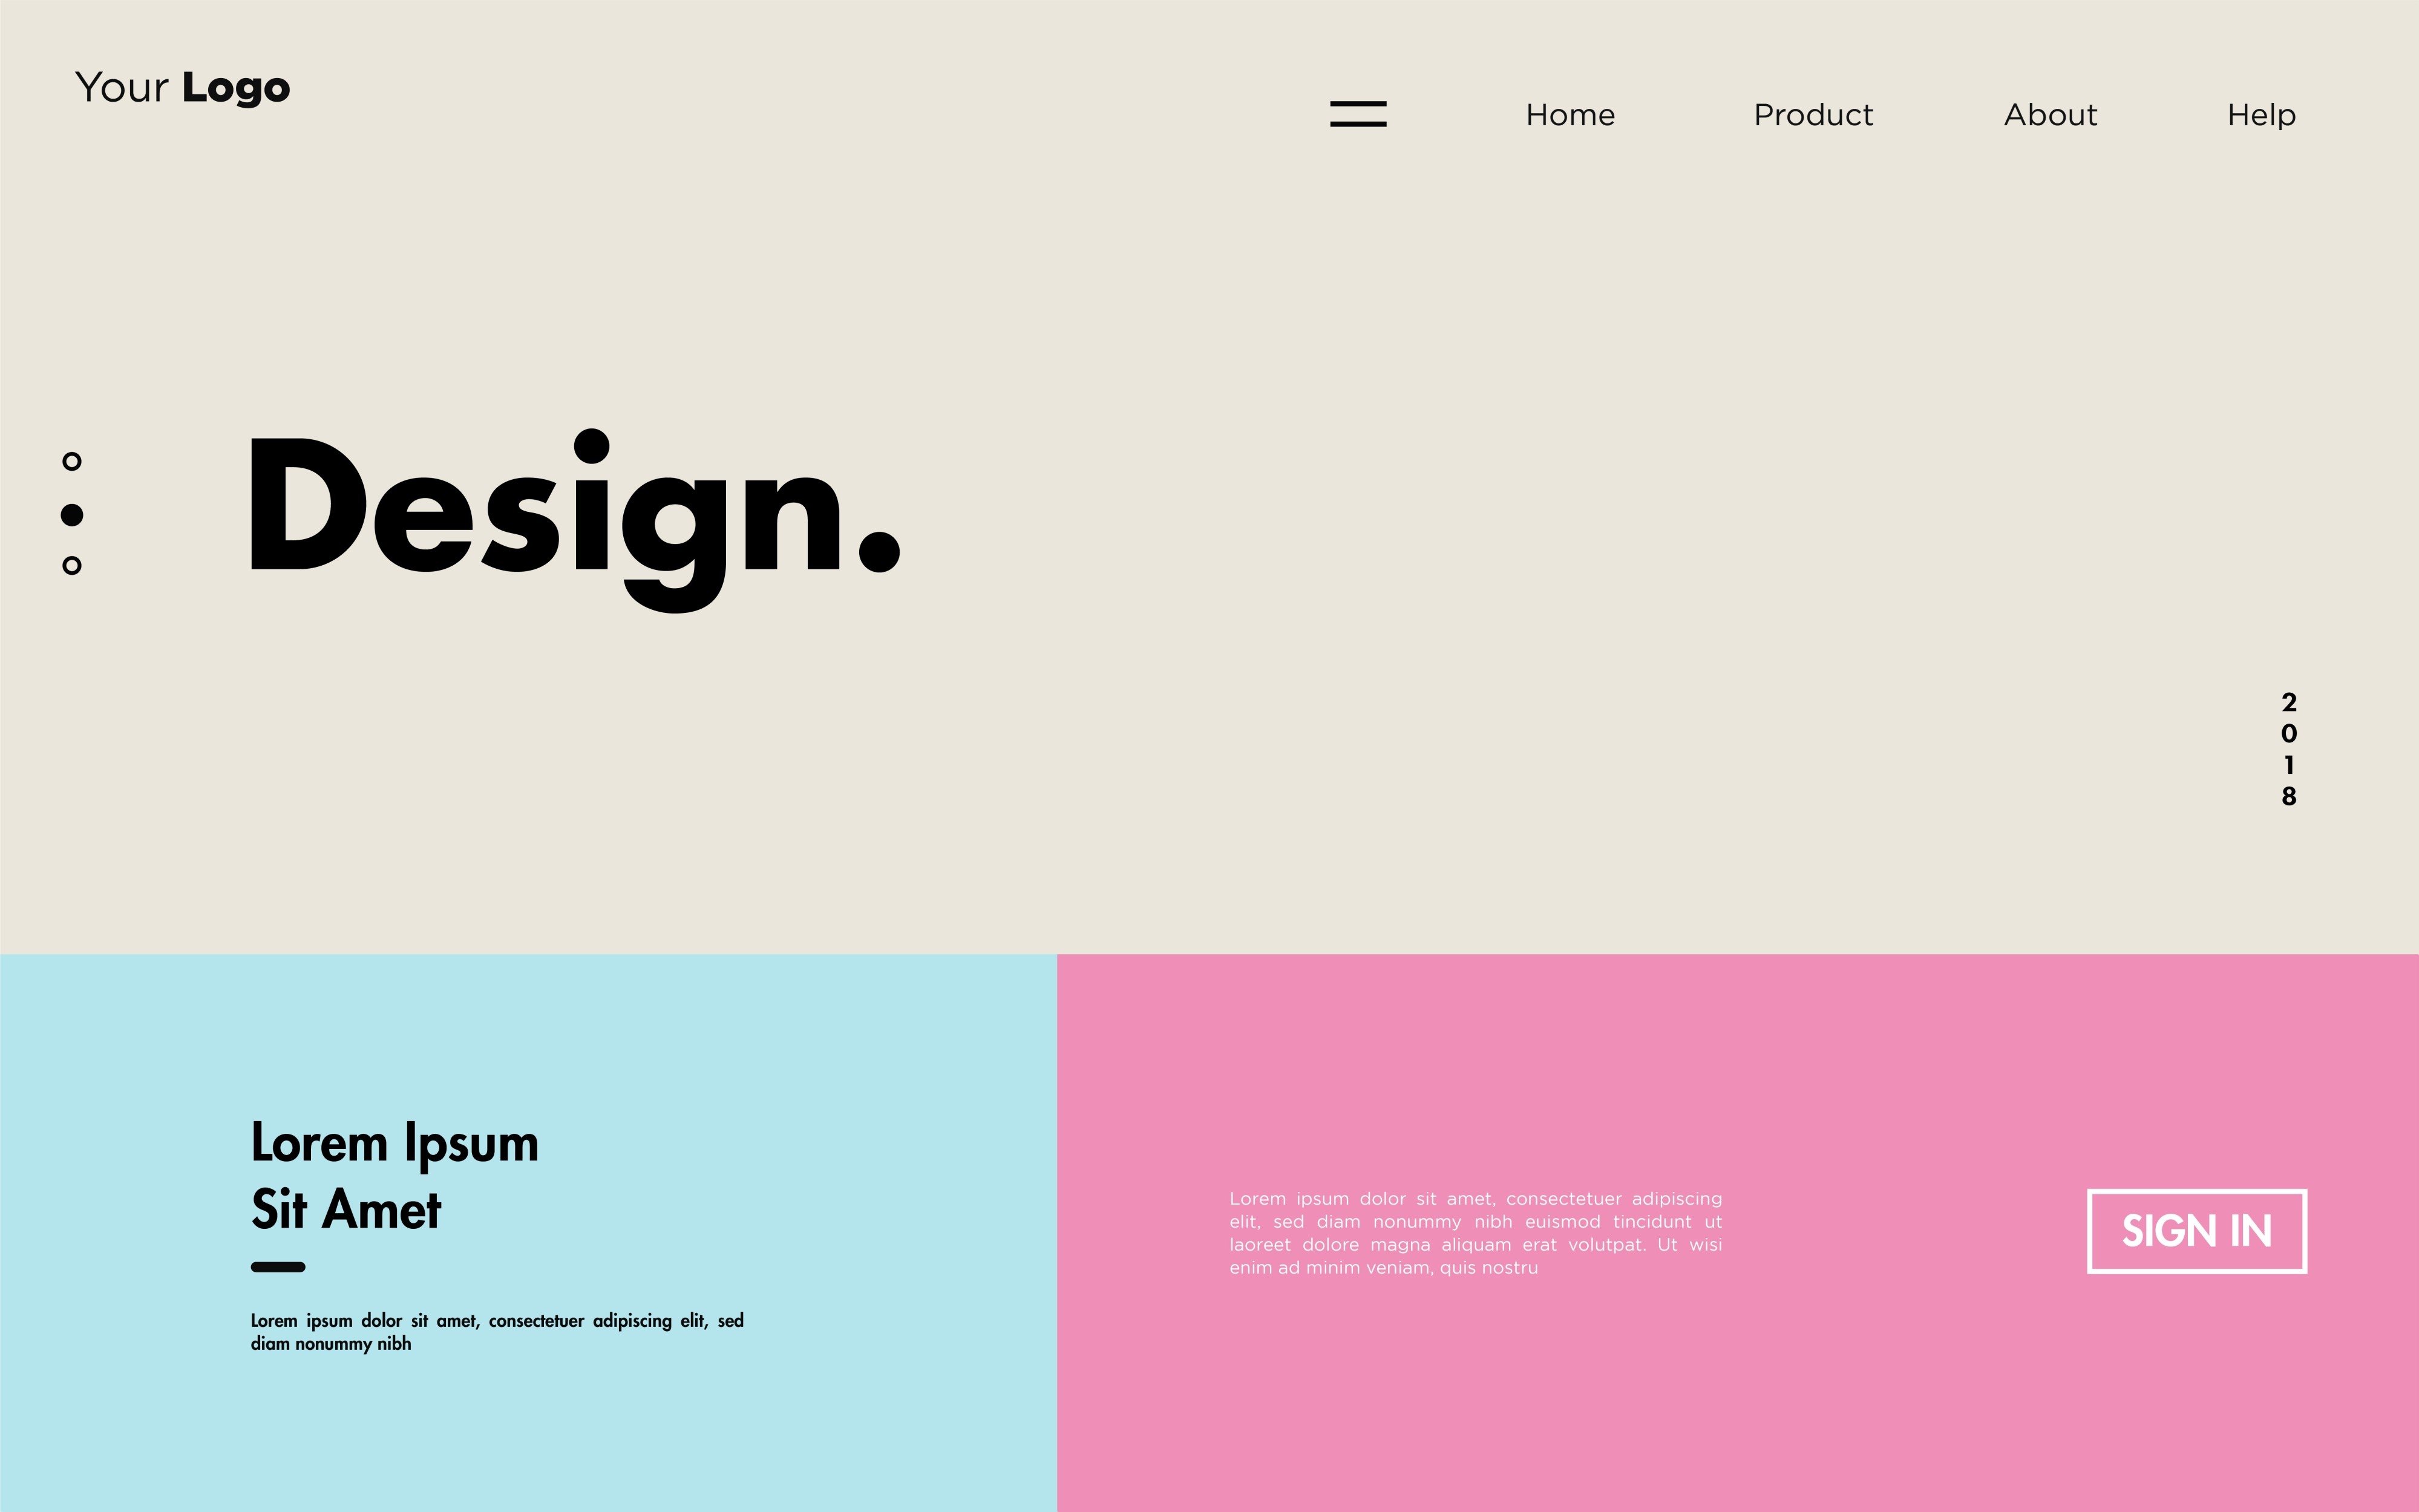 Your Logo
Home Product About Help
Design.
2
0
1
8
Lorem Ipsum
Sit Amet
Lorem ipsum dolor sit amet, consectetuer adipiscing elit, sed
diam nonummy nibh
Lorem ipsum dolor sit amet, consectetuer adipiscing
elit, sed diam nonummy nibh euismod tincidunt ut
laoreet dolore magna aliquam erat volutpat. Ut wisi
enim ad minim veniam, quis nostru
SIGN IN